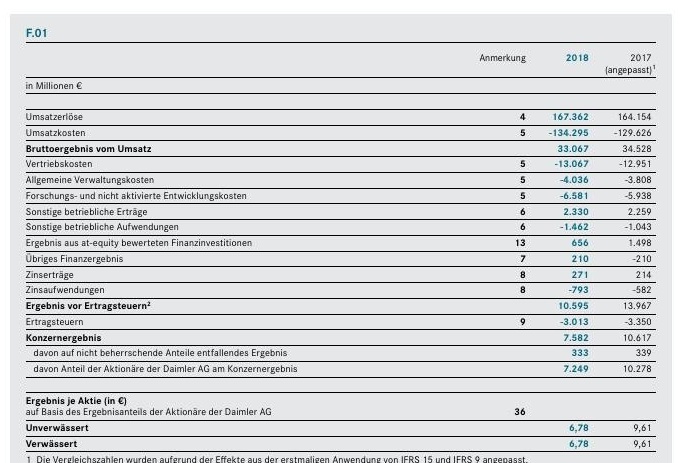 F.01
Anmerkung 2018 2017
(angepasst)¹
in Millionen €
Umsatzerlöse 4 167.362 164.154
Umsatzkosten 5 -134.295 -129.626
Bruttoergebnis vom Umsatz 33.067 34.528
Vertriebskosten 5 -13.067 -12.951
Allgemeine Verwaltungskosten 5 -4.036 -3.808
Forschungs- und nicht aktivierte Entwicklungskosten 5 -6.581 -5.938
Sonstige betriebliche Erträge 6 2.330 2.259
Sonstige betriebliche Aufwendungen 6 -1.462 -1.043
Ergebnis aus at-equity bewerteten Finanzinvestitionen 13 656 1.498
Übriges Finanzergebnis 7 210 -210
Zinserträge 8 271 214
Zinsaufwendungen 8 -793 -582
Ergebnis vor Ertragsteuern² 10.595 13.967
Ertragsteuern 9 -3.013 -3.350
Konzernergebnis 7.582 10.617
davon auf nicht beherrschende Anteile entfallendes Ergebnis 333 339
davon Anteil der Aktionäre der Daimler AG am Konzernergebnis 7.249 10.278
Ergebnis je Aktie (in €)
auf Basis des Ergebnisanteils der Aktionäre der Daimler AG 36
Unverwässert 6,78 9,61
Verwässert 6,78 9,61
1 Die Vergleichszahlen wurden aufgrund der Effekte aus der erstmaligen Anwendung von IFRS 15 und IFRS 9 angepasst.